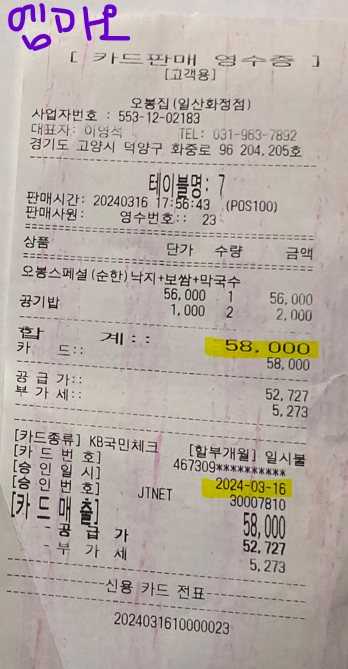 엠마오
[ 카드판매 영수증 ]
[고객용]
오봉집(일산화정점)
사업자번호 : 553-12-02183
대표자: 이영석 TEL: 031-963-7892
경기도 고양시 덕양구 화중로 96 204,205호
테이블명: 7
판매시간: 20240316 17:56:43 (POS100)
판매사원: 영수번호:: 23
상품 단가 수량 금액
오봉스페셜(순한)낙지+보쌈+막국수
56,000 1 56,000
공기밥 1,000 2 2,000
합 계:: 58,000
카 드:: 58,000
공 급 가:: 52,727
부 가 세:: 5,273
[카드종류] KB국민체크 [할부개월] 일시불
[카 드 번 호] 467309**********
[승 인 일 시] 2024-03-16
[승 인 번 호] JTNET 30007810
[카 드 매 출] 58,000
공 급 가 52,727
부 가 세 5,273
신용 카드 전표
2024031610000023